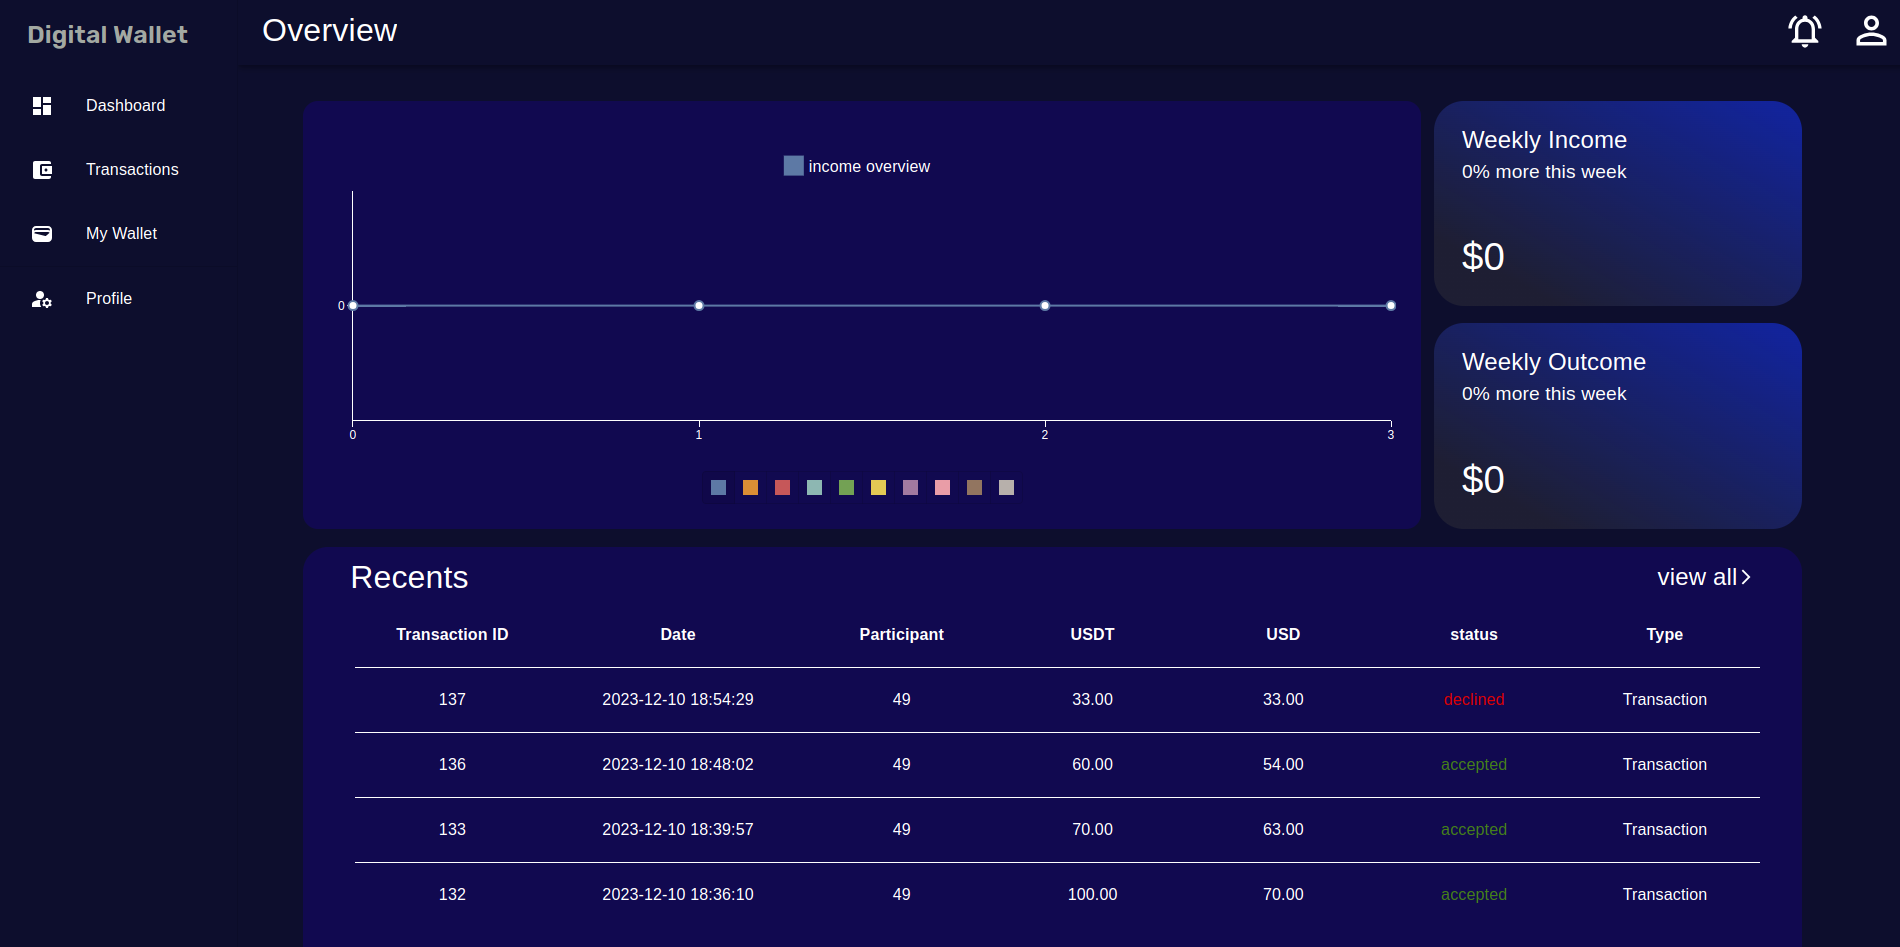 Digital Wallet
Overview
Dashboard
Transactions
My Wallet
Profile
income overview
0
0 1 2 3
Weekly Income
0% more this week
$0
Weekly Outcome
0% more this week
$0
Recents
view all
Transaction ID Date Participant USDT USD status Type
137 2023-12-10 18:54:29 49 33.00 33.00 declined Transaction
136 2023-12-10 18:48:02 49 60.00 54.00 accepted Transaction
133 2023-12-10 18:39:57 49 70.00 63.00 accepted Transaction
132 2023-12-10 18:36:10 49 100.00 70.00 accepted Transaction